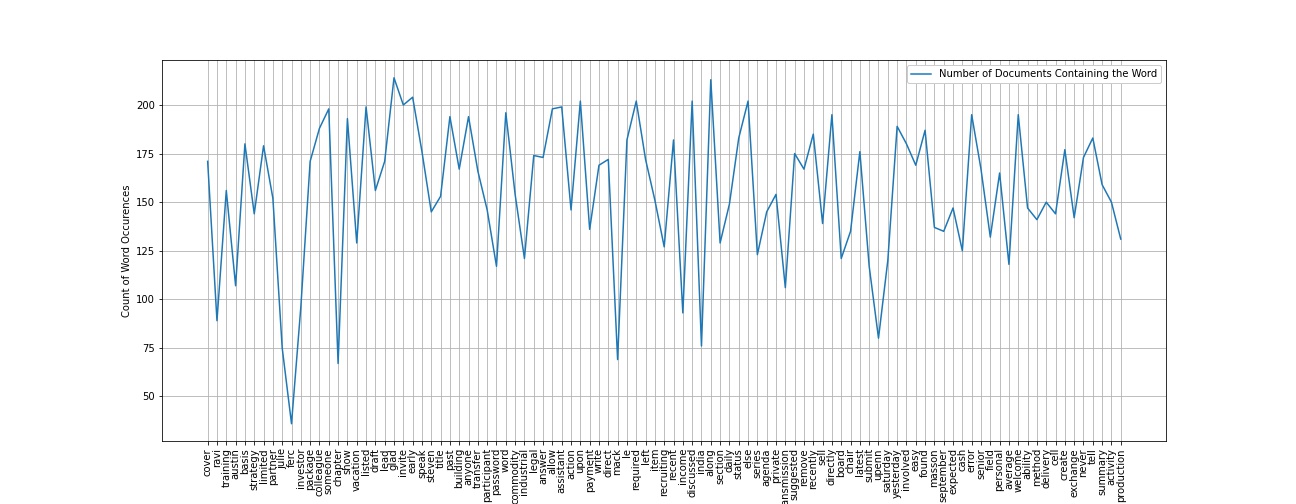 Number of Documents Containing the Word
Count of Word Occurences
200
175
150
125
100
75
50
cover
ravi
training
austin
basis
strategy
limited
partner
julie
ferc
investor
package
colleague
someone
chapter
show
vacation
listed
draft
lead
glad
invite
early
speak
steven
title
past
building
anyone
transfer
participant
password
word
commodity
industrial
legal
answer
allow
assistant
action
upon
payment
write
direct
mack
le
required
left
item
recruiting
recent
income
discussed
india
along
section
daily
status
else
series
agenda
private
ansmission
suggested
remove
recently
sell
directly
board
chair
latest
submit
upenn
saturday
yesterday
involved
easy
found
masson
september
expected
cash
error
senior
field
personal
average
welcome
ability
method
delivery
cell
create
exchange
never
tell
summary
activity
production